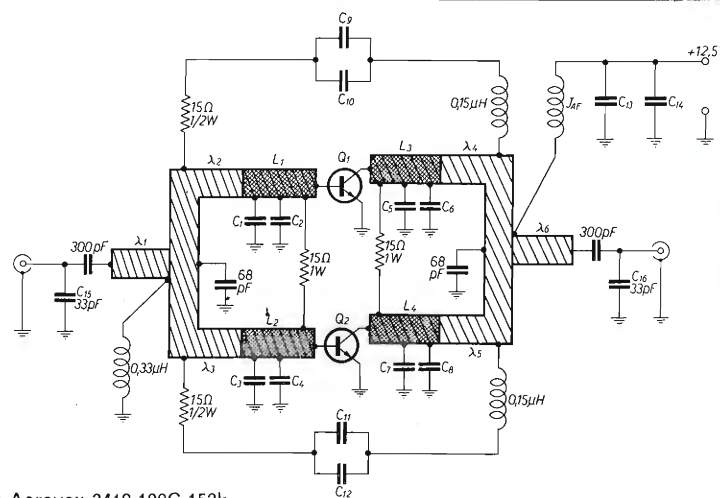 C9
C10
+12,5
15Ω
1/2W
0,15µH
JAF
C13
C14
λ2
L1
Q1
L3
λ4
C1
C2
C5
C6
λ1
λ6
300pF
300pF
15Ω
1W
15Ω
1W
68
pF
68
pF
C15
33pF
C16
33pF
Q2
L2
L4
λ3
λ5
0,33µH
C3
C4
C7
C8
15Ω
1/2W
0,15µH
C11
C12